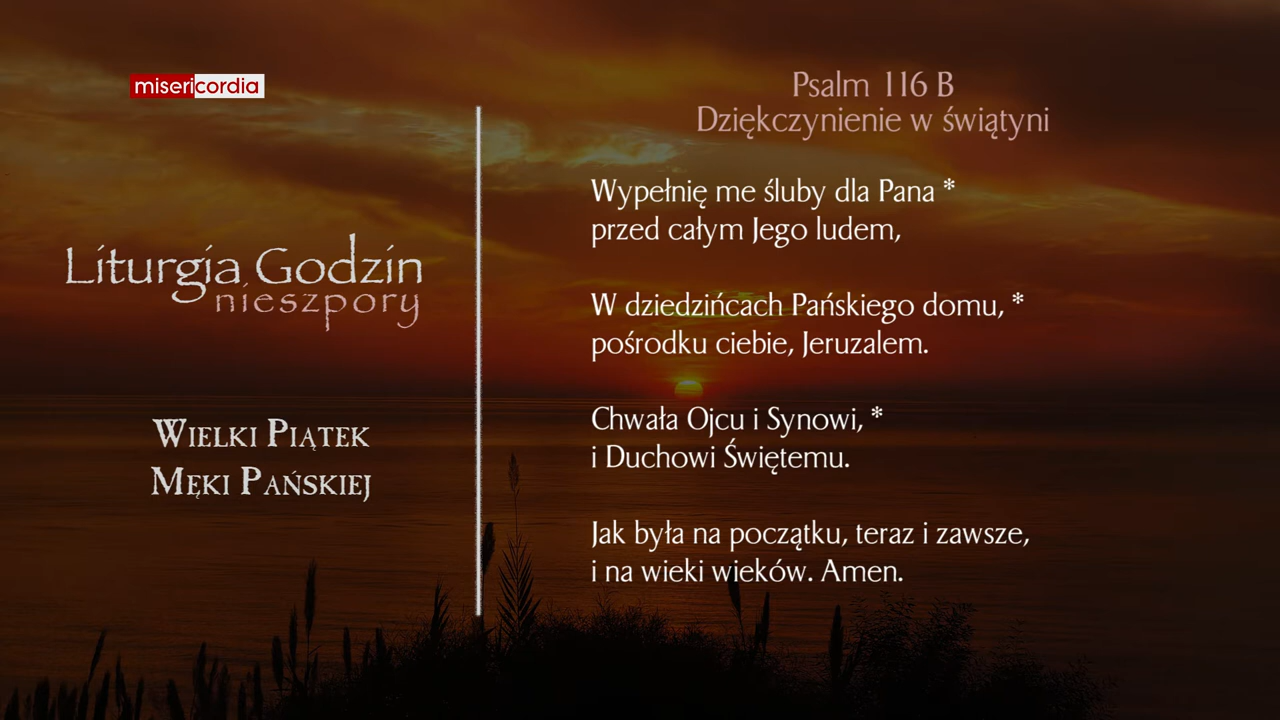 misericordia
Liturgia Godzin
nieszpory
Wielki Piątek
Męki Pańskiej
Psalm 116 B
Dziękczynienie w świątyni
Wypełnię me śluby dla Pana *
przed całym Jego ludem,
W dziedzińcach Pańskiego domu, *
pośrodku ciebie, Jeruzalem.
Chwała Ojcu i Synowi, *
i Duchowi Świętemu.
Jak była na początku, teraz i zawsze,
i na wieki wieków. Amen.